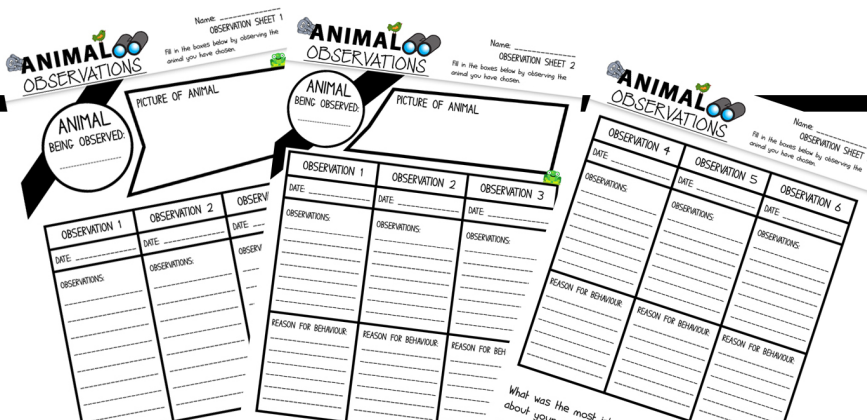 Name:
OBSERVATION SHEET 1
Fill in the boxes below by observing the
animal you have chosen.
ANIMAL
OBSERVATIONS
ANIMAL
BEING OBSERVED:
PICTURE OF ANIMAL
OBSERVATION 1
OBSERVATION 2
DATE:
DATE:
DATE:
OBSERVATIONS:
OBSERVATIONS:
Name:
OBSERVATION SHEET 2
Fill in the boxes below by observing the
animal you have chosen.
ANIMAL
OBSERVATIONS
ANIMAL
BEING OBSERVED:
PICTURE OF ANIMAL
OBSERVATION 1
OBSERVATION 2
OBSERVATION 3
DATE:
DATE:
DATE:
OBSERVATIONS:
OBSERVATIONS:
OBSERVATIONS:
REASON FOR BEHAVIOUR:
REASON FOR BEHAVIOUR:
REASON FOR BEH
Name:
OBSERVATION SHEET
Fill in the boxes below by observing the
animal you have chosen.
ANIMAL
OBSERVATIONS
OBSERVATION 4
OBSERVATION 5
OBSERVATION 6
DATE:
DATE:
DATE:
OBSERVATIONS:
OBSERVATIONS:
OBSERVATIONS:
REASON FOR BEHAVIOUR:
REASON FOR BEHAVIOUR:
REASON FOR BEHAVIOUR:
What was the most
about your